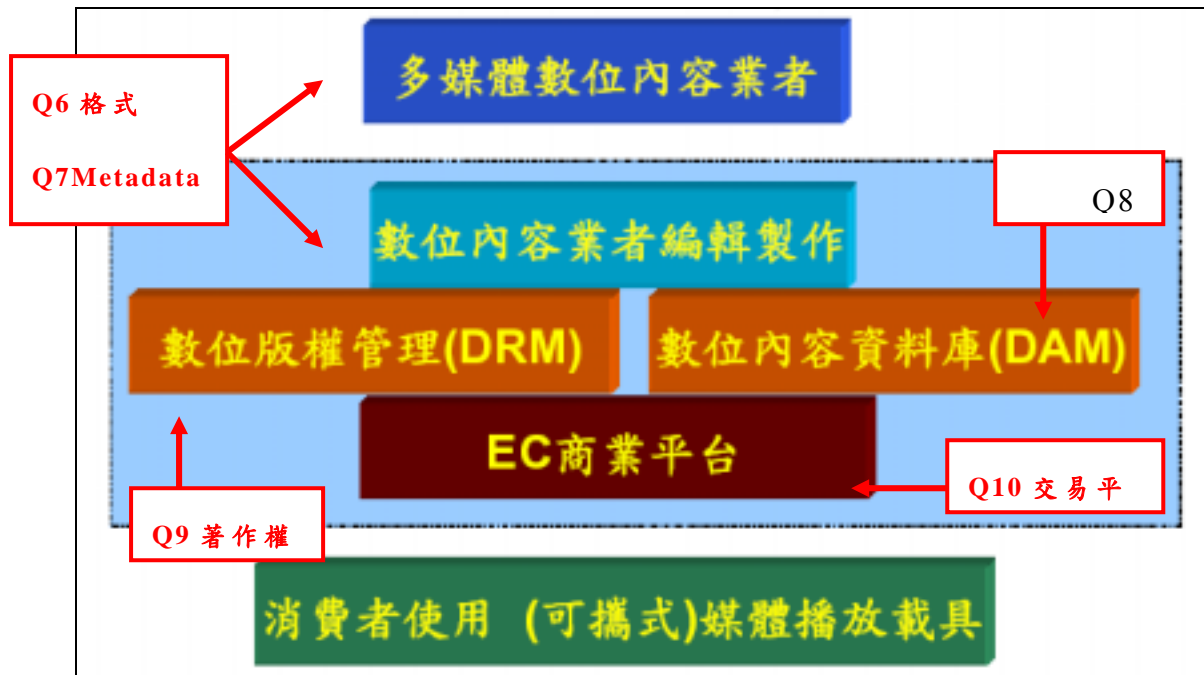 多媒體數位內容業者
Q6 格式
Q7Metadata
Q8
數位內容業者編輯製作
數位版權管理(DRM)
數位內容資料庫(DAM)
EC商業平台
Q10 交易平
Q9 著作權
消費者使用 (可攜式)媒體播放載具